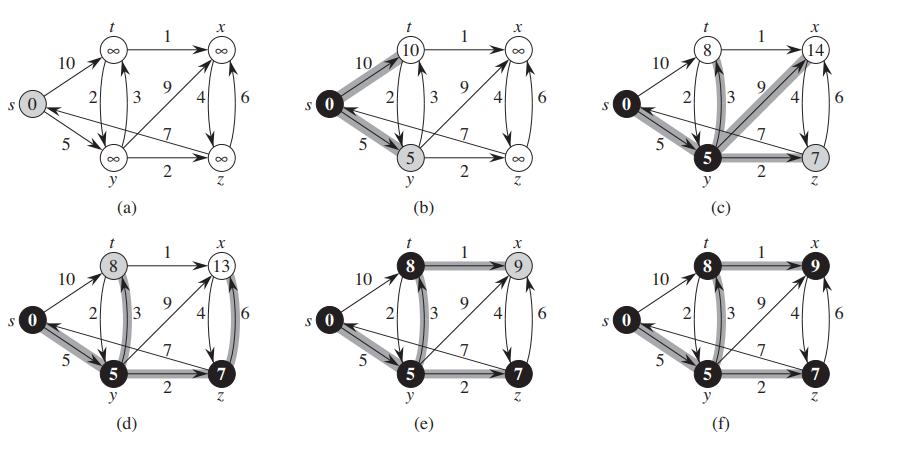 t x t x t x
1 1 1
∞ ∞ 10 ∞ 8 14
10 10 10
9 9 9
s 0 2 3 4 6 s 0 2 3 4 6 s 0 2 3 4 6
5 7 5 7 5 7
∞ ∞ 5 ∞ 5 7
2 2 2
y z y z y z
(a) (b) (c)
t x t x t x
1 1 1
8 13 8 9 8 9
10 10 10
9 9 9
s 0 2 3 4 6 s 0 2 3 4 6 s 0 2 3 4 6
5 7 5 7 5 7
5 7 5 7 5 7
2 2 2
y z y z y z
(d) (e) (f)